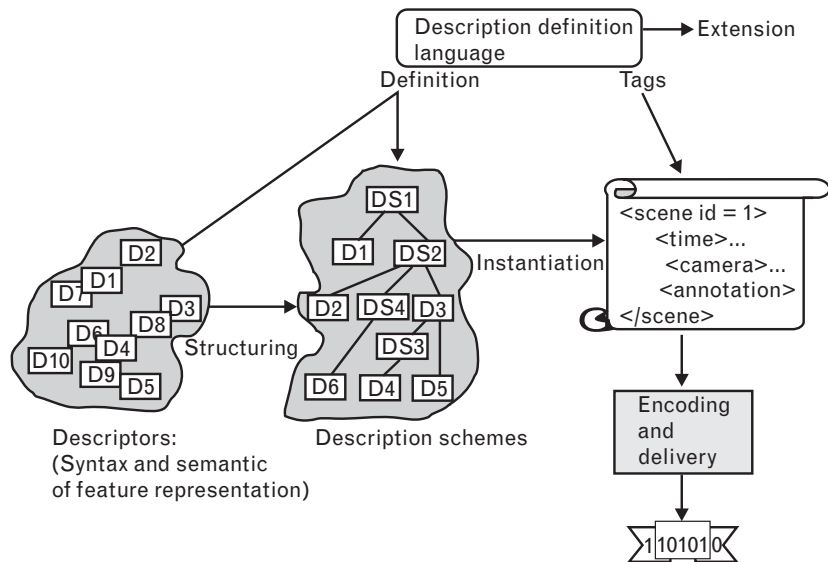 Description definition
language
Extension
Definition
Tags
DS1
D1
DS2
D2
DS4
D3
DS3
D6
D4
D5
D2
D1
D7
D3
D8
D6
D4
D10
D9
D5
Structuring
Instantiation
<scene id = 1>
<time>...
<camera>...
<annotation>
</scene>
Descriptors:
(Syntax and semantic
of feature representation)
Description schemes
Encoding
and
delivery
1 101010